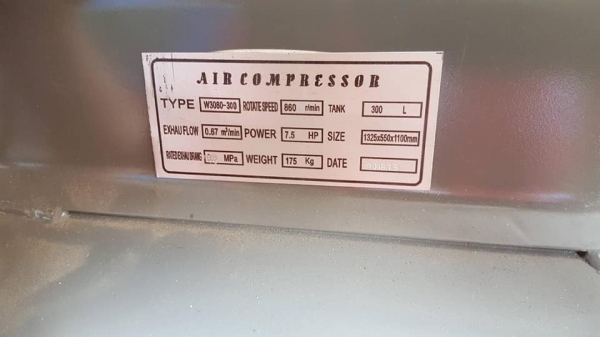 AIR COMPRESSOR
TYPE W3080-300 ROTATE SPEED 860 r/min TANK 300 L
EXHAU FLOW 0.67 m³/min POWER 7.5 HP SIZE 1325x550x1100mm
MPa WEIGHT 175 Kg DATE